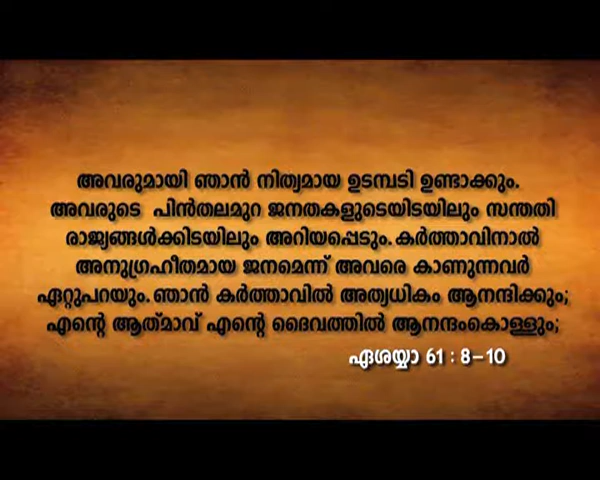 അവരുമായി ഞാൻ നിത്യമായ ഉടമ്പടി ഉണ്ടാക്കും.
അവരുടെ പിൻതലമുറ ജനതകളുടെയിടയിലും സന്തതി
രാജ്യങ്ങൾക്കിടയിലും അറിയപ്പെടും. കർത്താവിനാൽ
അനുഗ്രഹീതമായ ജനമെന്ന് അവരെ കാണുന്നവർ
ഏറ്റുപറയും. ഞാൻ കർത്താവിൽ അത്യധികം ആനന്ദിക്കും;
എന്റെ ആത്മാവ് എന്റെ ദൈവത്തിൽ ആനന്ദംകൊള്ളും;
ഏശയ്യാ 61 : 8-10